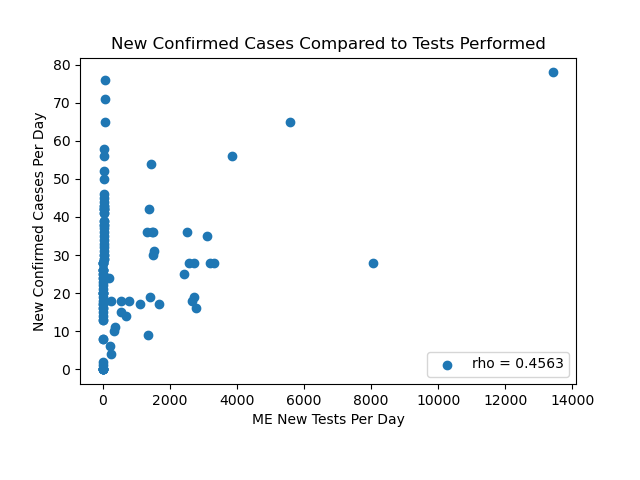 New Confirmed Cases Compared to Tests Performed
New Confirmed Caeses Per Day
80
70
60
50
40
30
20
10
0
0 2000 4000 6000 8000 10000 12000 14000
ME New Tests Per Day
rho = 0.4563